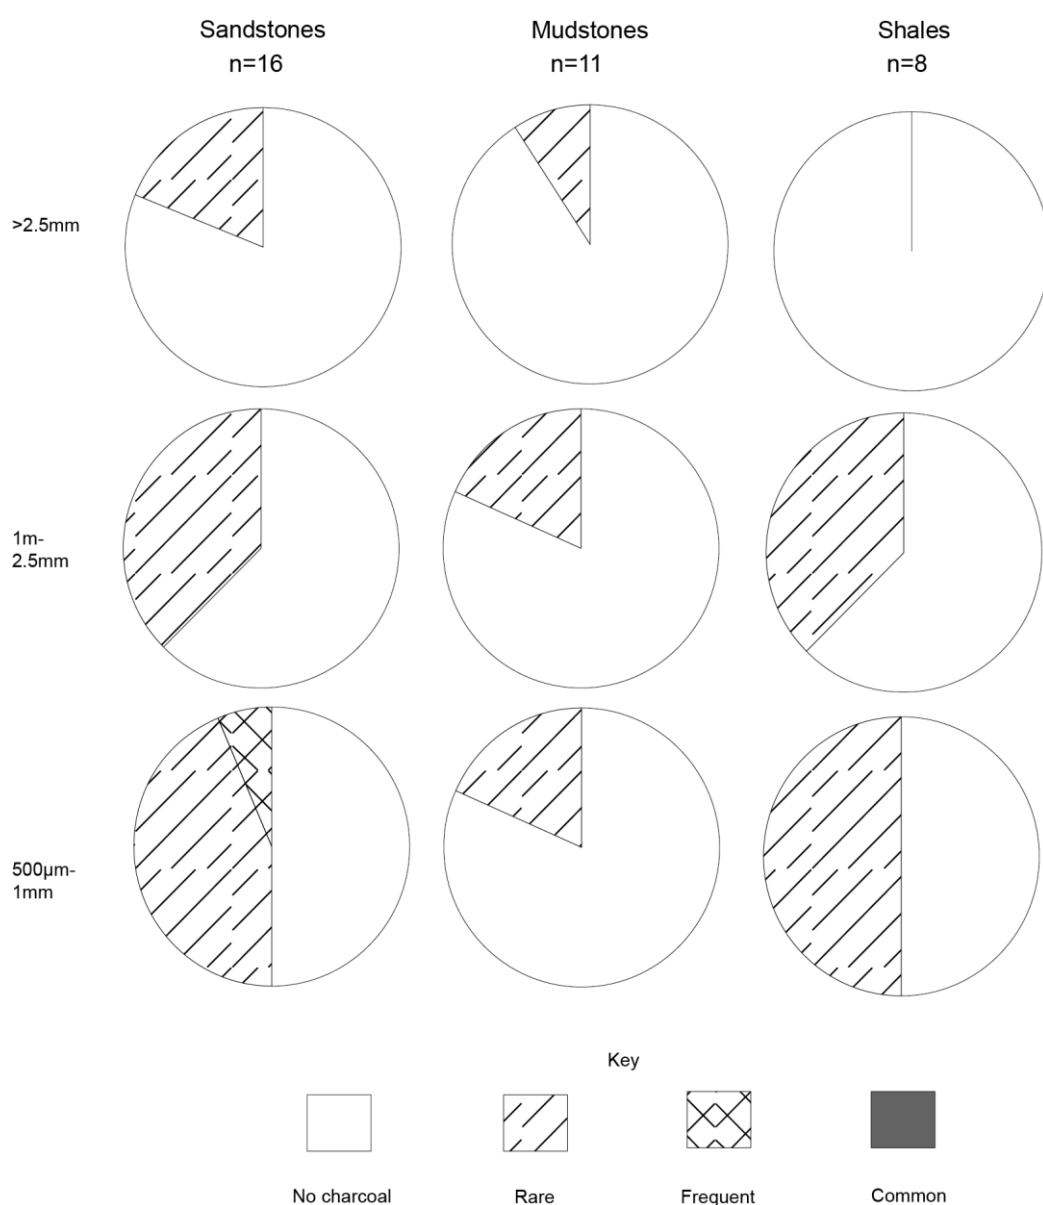 Sandstones
n=16
Mudstones
n=11
Shales
n=8
>2.5mm
1m-
2.5mm
500µm-
1mm
Key
No charcoal
Rare
Frequent
Common